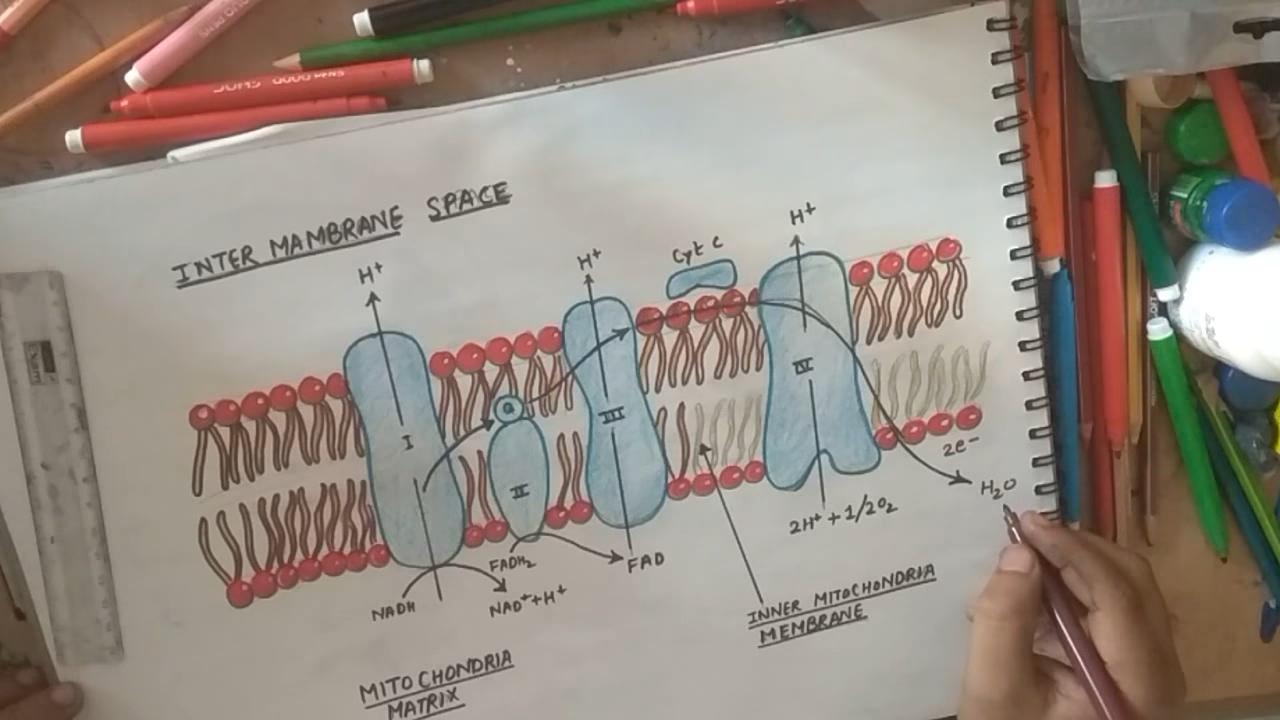 INTER MAMBRANE SPACE
H⁺
H⁺
Cyt C
H⁺
I
Q
II
III
IV
2e⁻
H₂O
2H⁺ + 1/2O₂
FADH₂
FAD
NADH
NAD⁺+H⁺
INNER MITOCHONDRIA
MEMBRANE
MITOCHONDRIA
MATRIX